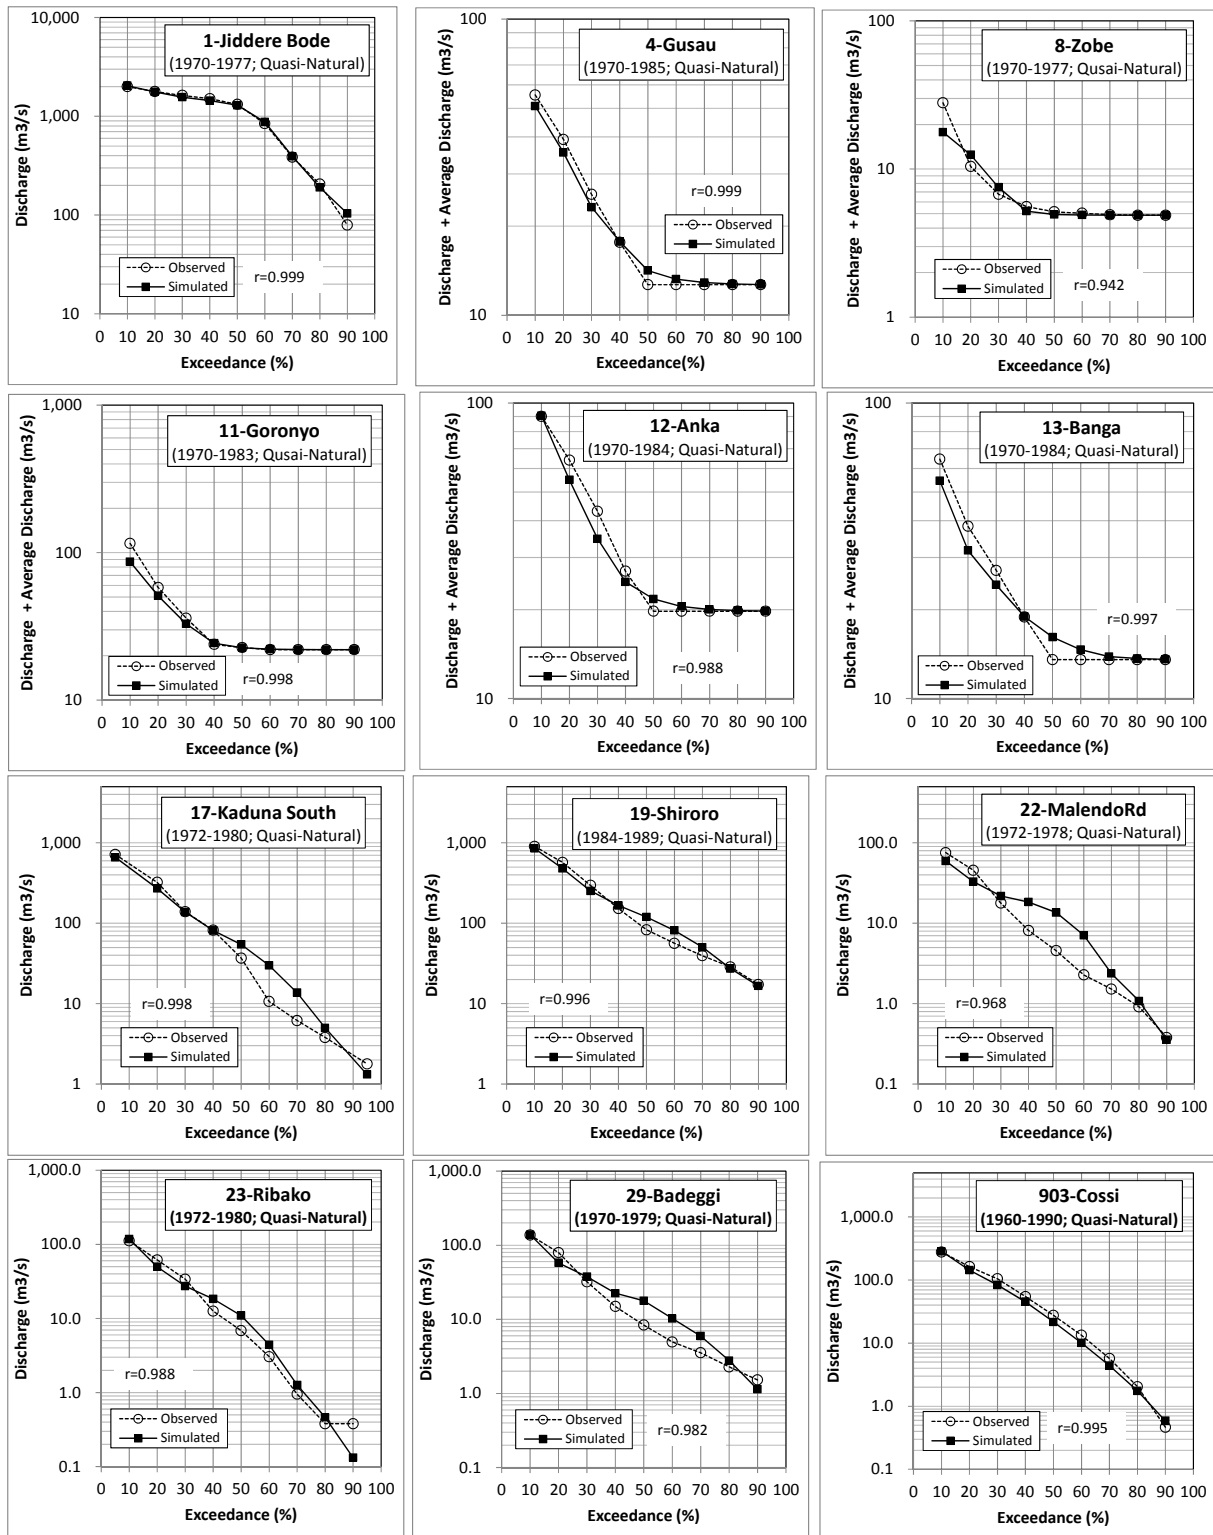 1-Jiddere Bode
(1970-1977; Quasi-Natural)
Discharge (m3/s)
10,000
1,000
100
10
Observed
Simulated
r=0.999
0 10 20 30 40 50 60 70 80 90 100
Exceedance (%)
4-Gusau
(1970-1985; Quasi-Natural)
Discharge + Average Discharge (m3/s)
100
10
r=0.999
Observed
Simulated
0 10 20 30 40 50 60 70 80 90 100
Exceedance(%)
8-Zobe
(1970-1977; Qusai-Natural)
Discharge + Average Discharge (m3/s)
100
10
1
Observed
Simulated
r=0.942
0 10 20 30 40 50 60 70 80 90 100
Exceedance (%)
11-Goronyo
(1970-1983; Qusai-Natural)
Discharge + Average Discharge (m3/s)
1,000
100
10
Observed
Simulated
r=0.998
0 10 20 30 40 50 60 70 80 90 100
Exceedance (%)
12-Anka
(1970-1984; Quasi-Natural)
Discharge + Average Discharge (m3/s)
100
10
Observed
Simulated
r=0.988
0 10 20 30 40 50 60 70 80 90 100
Exceedance (%)
13-Banga
(1970-1984; Quasi-Natural)
Discharge + Average Discharge (m3/s)
100
10
r=0.997
Observed
Simulated
0 10 20 30 40 50 60 70 80 90 100
Exceedance (%)
17-Kaduna South
(1972-1980; Quasi-Natural)
Discharge (m3/s)
1,000
100
10
1
r=0.998
Observed
Simulated
0 10 20 30 40 50 60 70 80 90 100
Exceedance (%)
19-Shiroro
(1984-1989; Quasi-Natural)
Discharge (m3/s)
1,000
100
10
1
r=0.996
Observed
Simulated
0 10 20 30 40 50 60 70 80 90 100
Exceedance (%)
22-MalendoRd
(1972-1978; Quasi-Natural)
Discharge (m3/s)
100.0
10.0
1.0
0.1
r=0.968
Observed
Simulated
0 10 20 30 40 50 60 70 80 90 100
Exceedance (%)
23-Ribako
(1972-1980; Quasi-Natural)
Discharge (m3/s)
1,000.0
100.0
10.0
1.0
0.1
r=0.988
Observed
Simulated
0 10 20 30 40 50 60 70 80 90 100
Exceedance (%)
29-Badeggi
(1970-1979; Quasi-Natural)
Discharge (m3/s)
1,000.0
100.0
10.0
1.0
0.1
Observed
Simulated
r=0.982
0 10 20 30 40 50 60 70 80 90 100
Exceedance (%)
903-Cossi
(1960-1990; Quasi-Natural)
Discharge (m3/s)
1,000.0
100.0
10.0
1.0
0.1
Observed
Simulated
r=0.995
0 10 20 30 40 50 60 70 80 90 100
Exceedance (%)